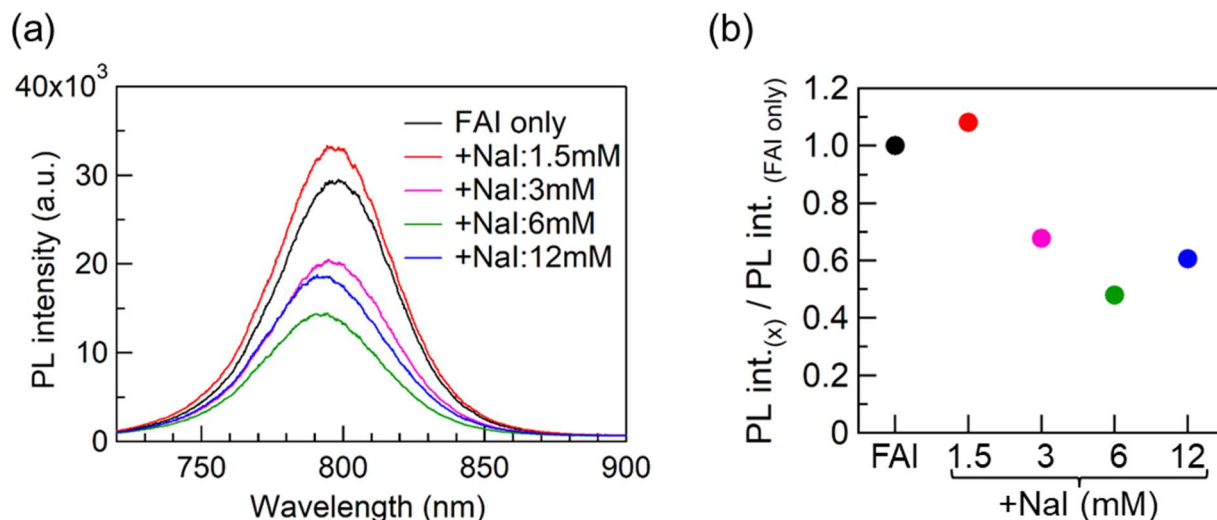 (a)
40x10³
30
20
10
0
PL intensity (a.u.)
FAI only
+NaI:1.5mM
+NaI:3mM
+NaI:6mM
+NaI:12mM
750
800
850
900
Wavelength (nm)
(b)
1.2
1.0
0.8
0.6
0.4
0.2
0
PL int.(x) / PL int. (FAI only)
FAI 1.5 3 6 12
+NaI (mM)